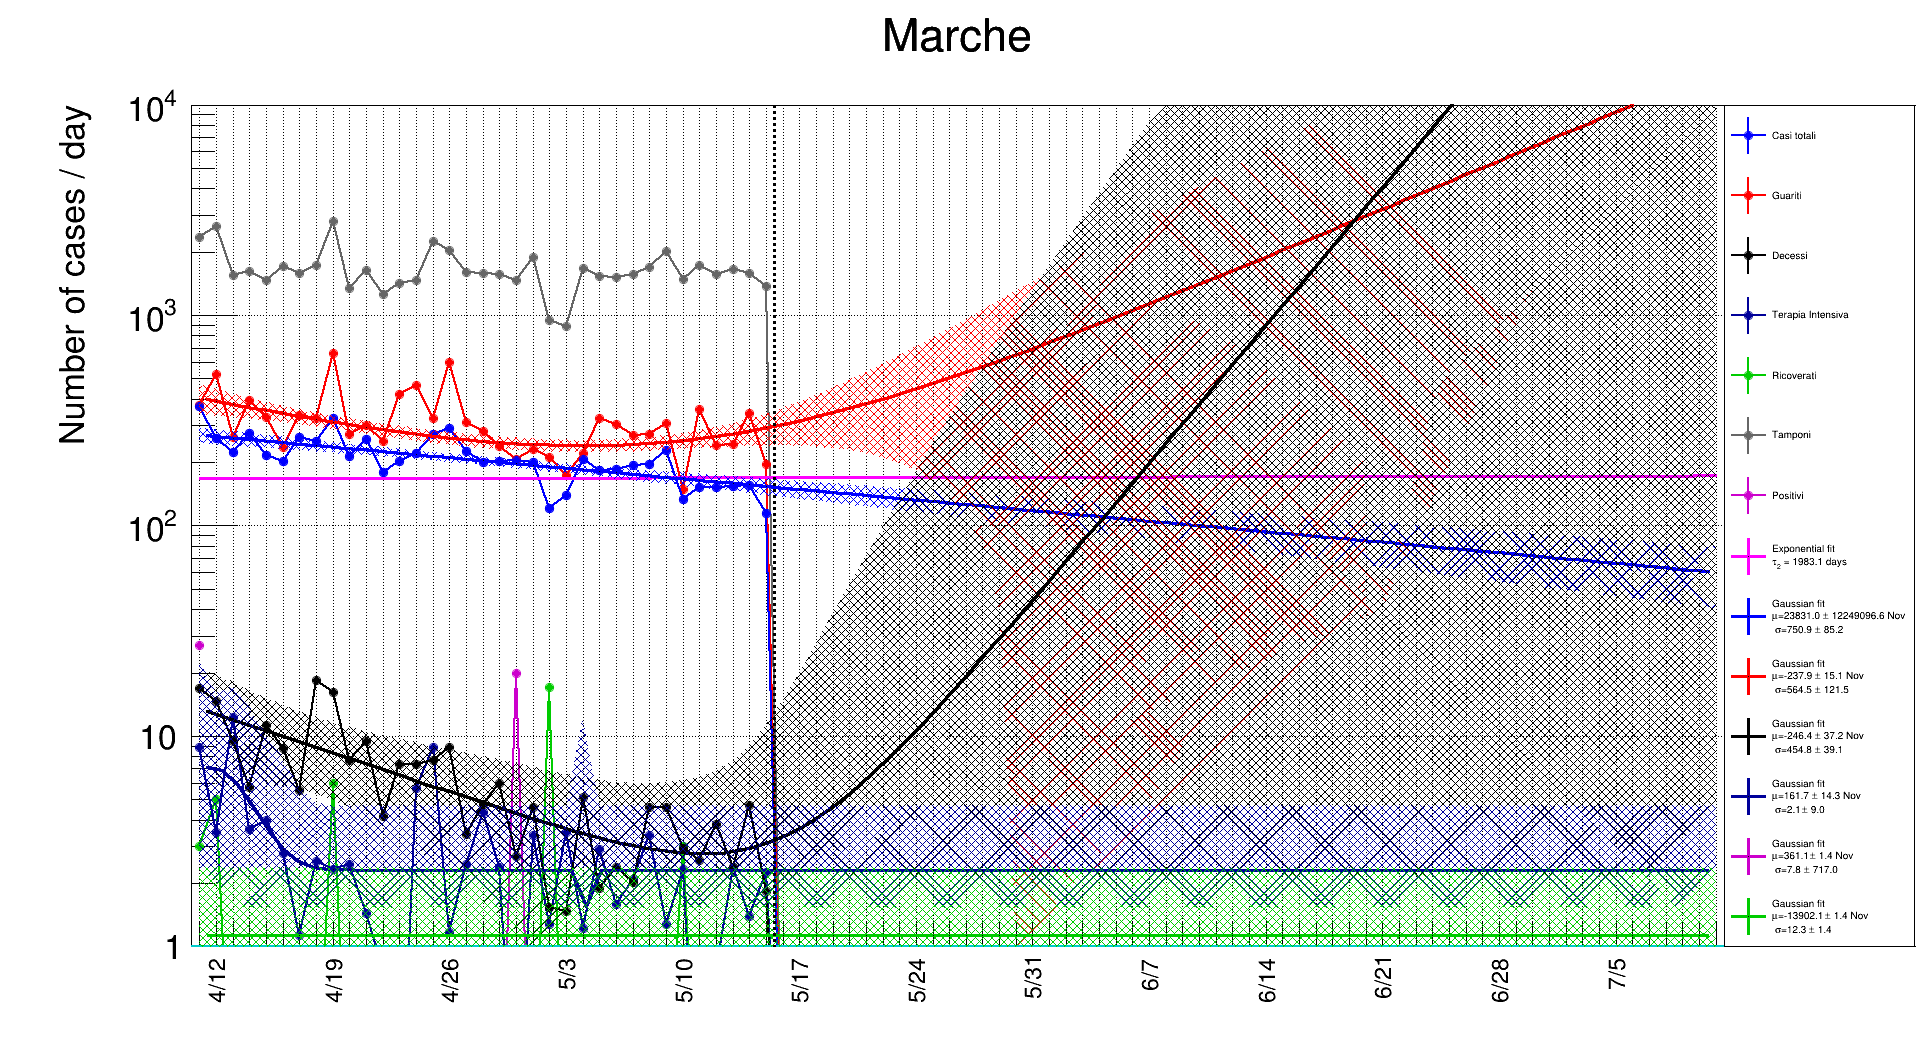 Marche
Number of cases / day
10^4
10^3
10^2
10
1
4/12
4/19
4/26
5/3
5/10
5/17
5/24
5/31
6/7
6/14
6/21
6/28
7/5
Casi totali
Guariti
Decessi
Terapia Intensiva
Ricoverati
Tamponi
Positivi
Exponential fit
τ₂ = 1983.1 days
Gaussian fit
μ=23831.0 ± 12249096.6 Nov
σ=750.9 ± 85.2
Gaussian fit
μ=-237.9 ± 15.1 Nov
σ=564.5 ± 121.5
Gaussian fit
μ=-246.4 ± 37.2 Nov
σ=454.8 ± 39.1
Gaussian fit
μ=161.7 ± 14.3 Nov
σ=2.1 ± 9.0
Gaussian fit
μ=361.1 ± 1.4 Nov
σ=7.8 ± 717.0
Gaussian fit
μ=-13902.1 ± 1.4 Nov
σ=12.3 ± 1.4